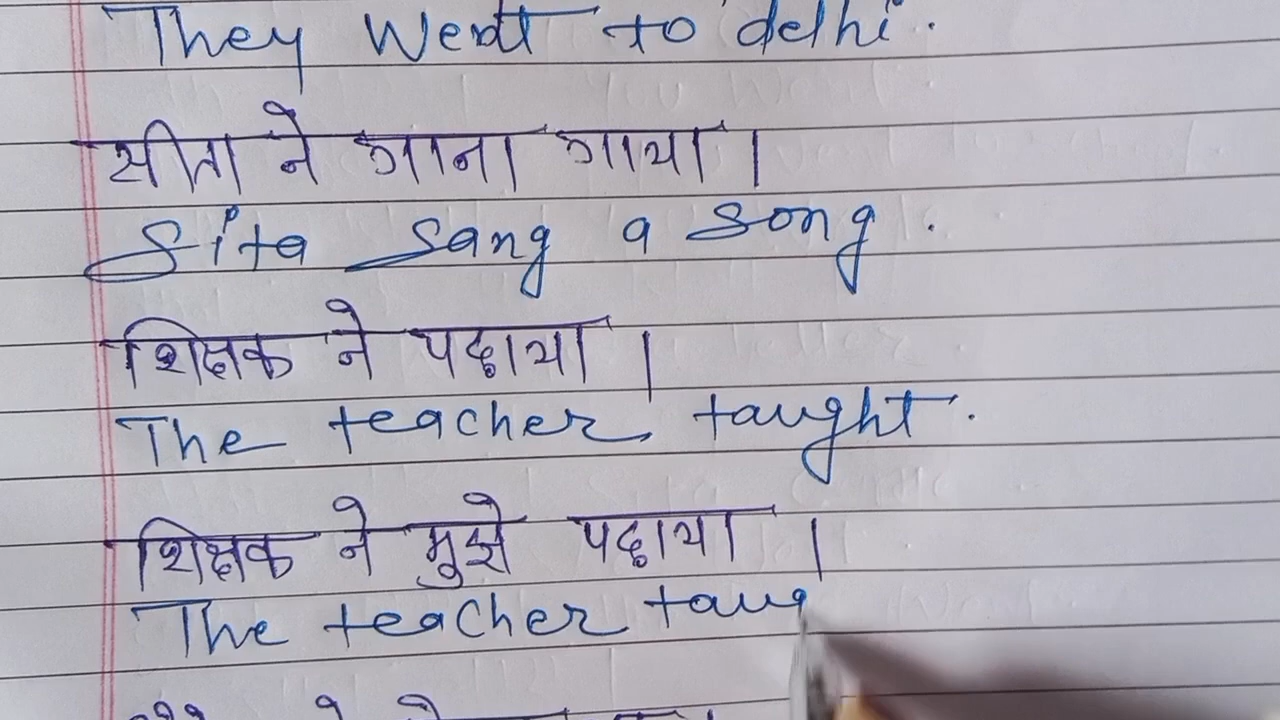 They Went to delhi.
सीता ने गाना गाया ।
Sita sang a song.
शिक्षक ने पढाया ।
The teacher taught.
शिक्षक ने मुझे पढाया ।
The teacher taug